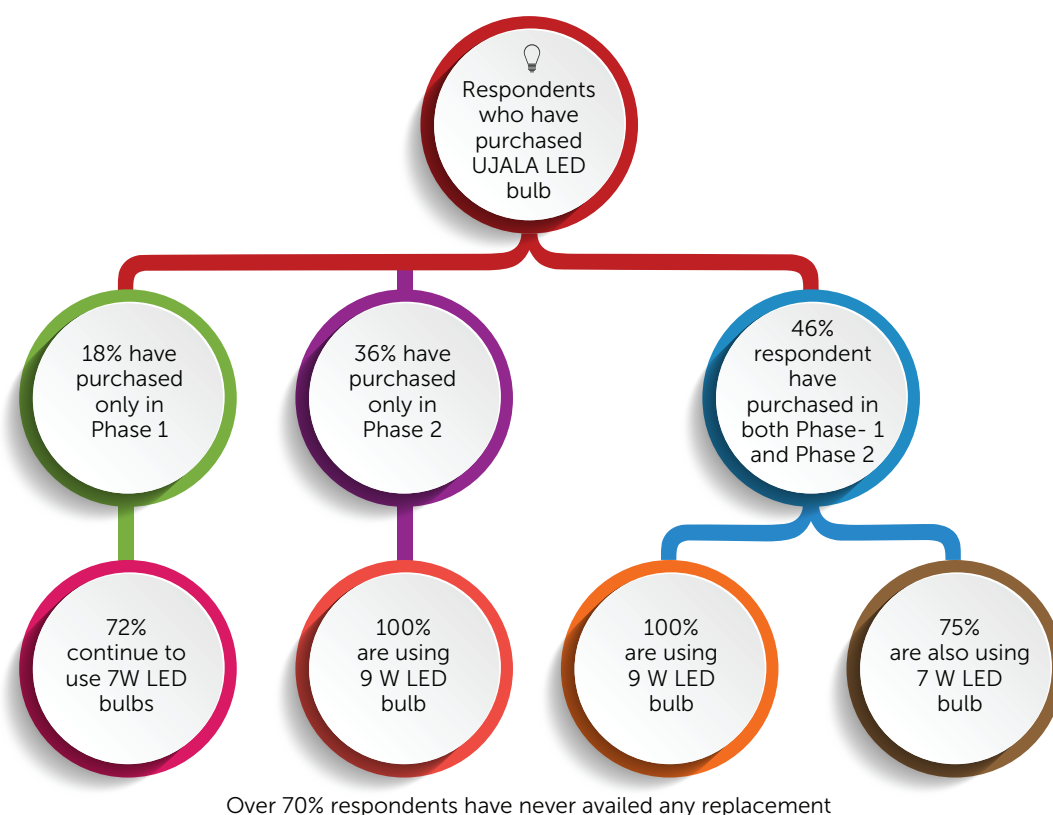 Respondents
who have
purchased
UJALA LED
bulb
18% have
purchased
only in
Phase 1
36% have
purchased
only in
Phase 2
46%
respondent
have
purchased in
both Phase- 1
and Phase 2
72%
continue to
use 7W LED
bulbs
100%
are using
9 W LED
bulb
100%
are using
9 W LED
bulb
75%
are also using
7 W LED
bulb
Over 70% respondents have never availed any replacement